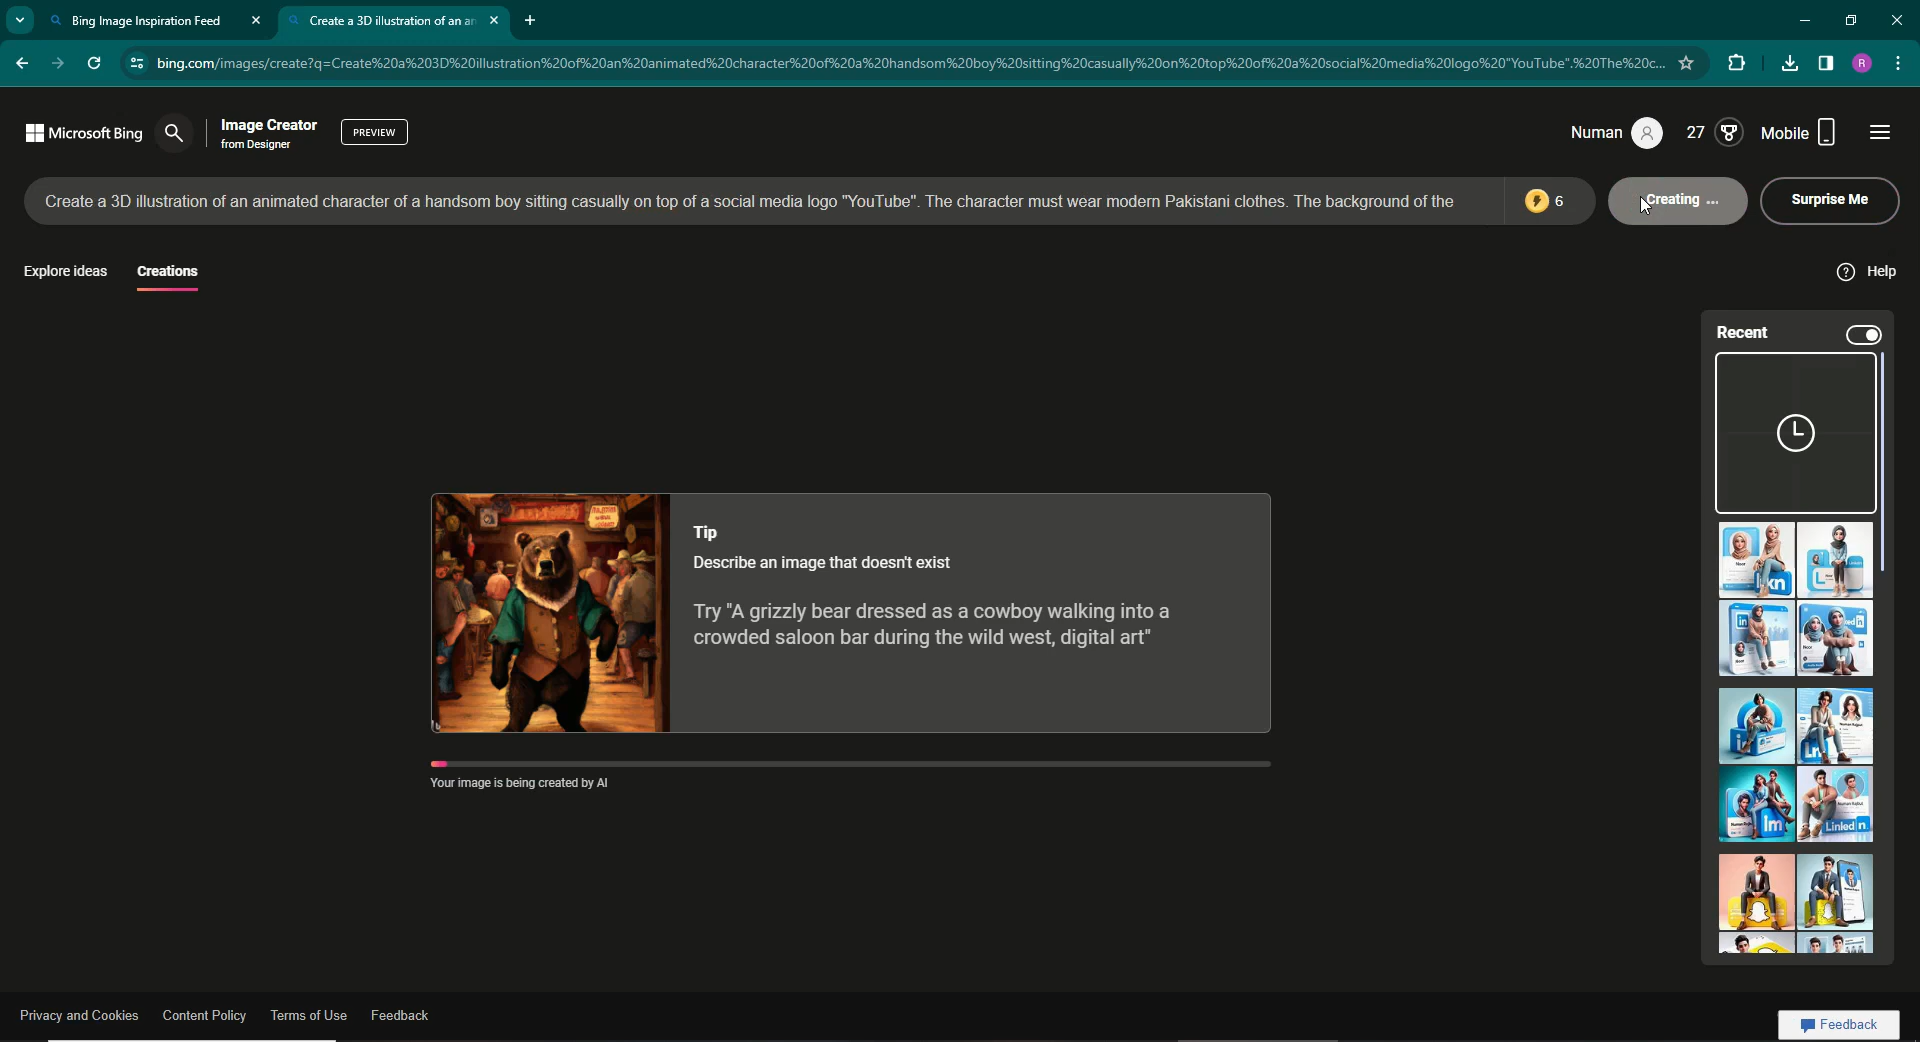 Bing Image Inspiration Feed
Create a 3D illustration of an an
bing.com/images/create?q=Create%20a%203D%20illustration%20of%20an%20animated%20character%20of%20a%20handsom%20boy%20sitting%20casually%20on%20top%20of%20a%20social%20media%20logo%20"YouTube".%20The%20c...
R
Microsoft Bing
Image Creator
from Designer
PREVIEW
Numan
27
Mobile
Create a 3D illustration of an animated character of a handsom boy sitting casually on top of a social media logo "YouTube". The character must wear modern Pakistani clothes. The background of the
6
Creating ...
Surprise Me
Explore ideas
Creations
Help
Recent
Tip
Describe an image that doesn't exist
Try "A grizzly bear dressed as a cowboy walking into a
crowded saloon bar during the wild west, digital art"
Your image is being created by AI
Privacy and Cookies
Content Policy
Terms of Use
Feedback
Feedback